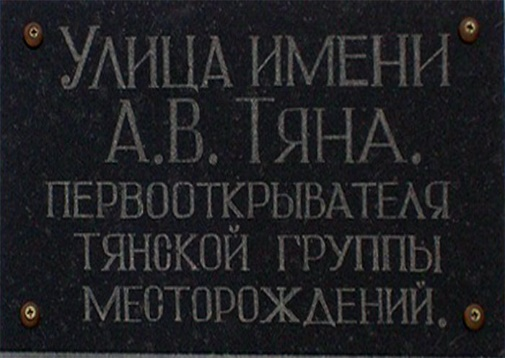 Улица имени
А.В. Тяна.
первооткрывателя
Тянской группы
месторождений.